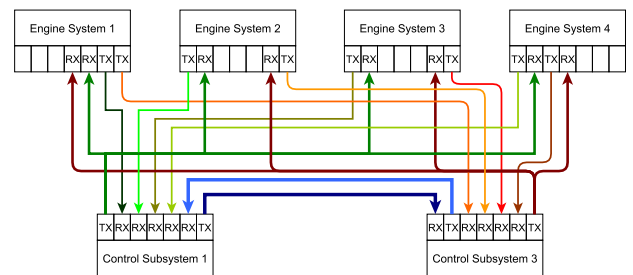 Engine System 1 Engine System 2 Engine System 3 Engine System 4
RX RX TX TX TX RX RX TX TX RX RX TX TX RX TX RX
TX RX RX RX RX RX TX RX TX RX RX RX RX TX
Control Subsystem 1 Control Subsystem 3